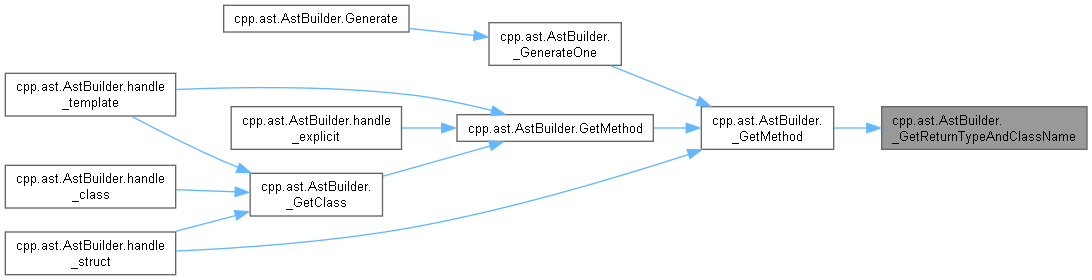 cpp.ast.AstBuilder.Generate
cpp.ast.AstBuilder.
_GenerateOne
cpp.ast.AstBuilder.handle
_template
cpp.ast.AstBuilder.handle
_explicit
cpp.ast.AstBuilder.GetMethod
cpp.ast.AstBuilder.
_GetMethod
cpp.ast.AstBuilder.
_GetReturnTypeAndClassName
cpp.ast.AstBuilder.handle
_class
cpp.ast.AstBuilder.
_GetClass
cpp.ast.AstBuilder.handle
_struct